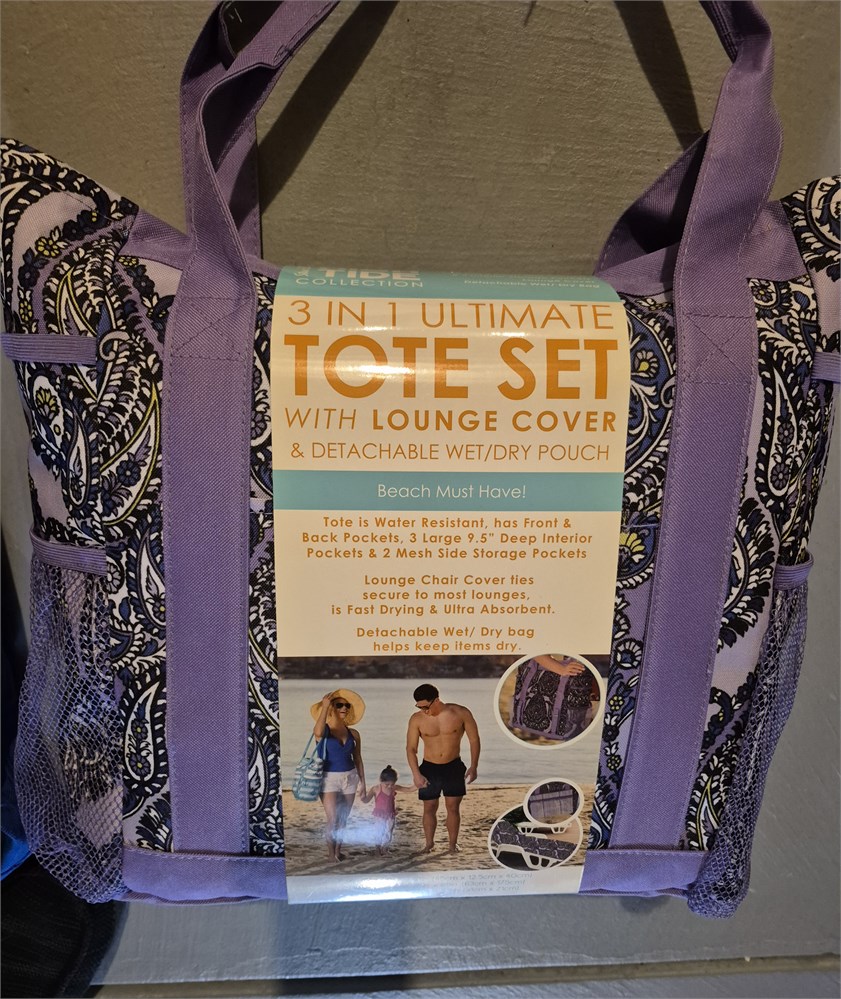 TIDE
COLLECTION
Detachable Wet/ Dry Bag
3 IN 1 ULTIMATE
TOTE SET
WITH LOUNGE COVER
& DETACHABLE WET/DRY POUCH
Beach Must Have!
Tote is Water Resistant, has Front &
Back Pockets, 3 Large 9.5" Deep Interior
Pockets & 2 Mesh Side Storage Pockets
Lounge Chair Cover ties
secure to most lounges,
is Fast Drying & Ultra Absorbent.
Detachable Wet/ Dry bag
helps keep items dry.